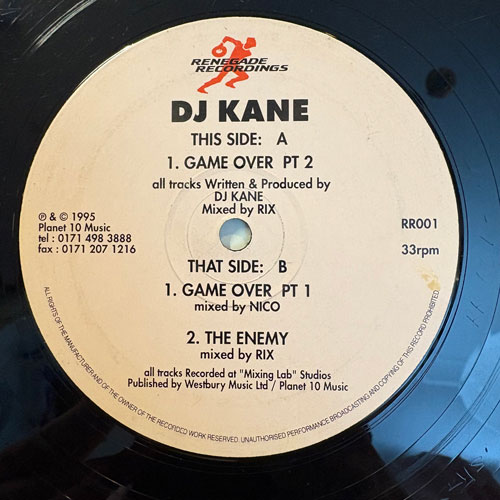 RENEGADE
RECORDINGS
DJ KANE
THIS SIDE: A
1. GAME OVER PT 2
all tracks Written & Produced by
DJ KANE
Mixed by RIX
℗ & © 1995
Planet 10 Music
tel : 0171 498 3888
fax : 0171 207 1216
RR001
33rpm
THAT SIDE: B
1. GAME OVER PT 1
mixed by NICO
2. THE ENEMY
mixed by RIX
all tracks Recorded at "Mixing Lab" Studios
Published by Westbury Music Ltd / Planet 10 Music
ALL RIGHTS OF THE MANUFACTURER AND OF THE OWNER OF THE RECORDED WORK RESERVED. UNAUTHORISED PERFORMANCE BROADCASTING AND COPYING OF THIS RECORD PROHIBITED.